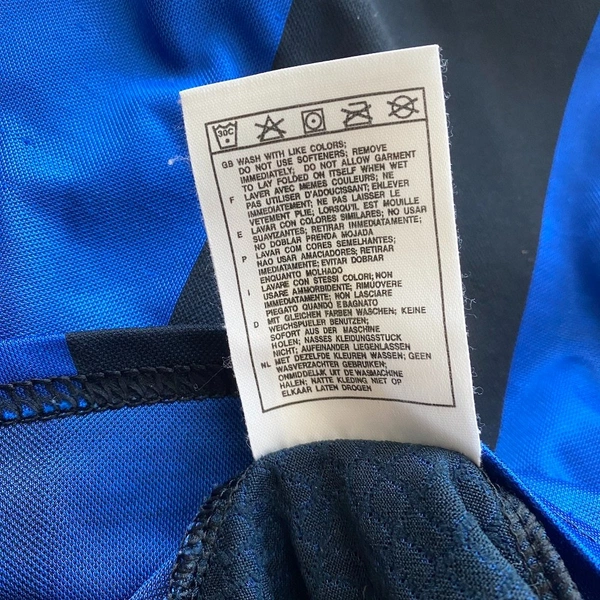 30C
GB WASH WITH LIKE COLORS;
DO NOT USE SOFTENERS; REMOVE
IMMEDIATELY; DO NOT ALLOW GARMENT
TO LAY FOLDED ON ITSELF WHEN WET
F LAVER AVEC MEMES COULEURS; NE
PAS UTILISER D'ADOUCISSANT; ENLEVER
IMMEDIATEMENT; NE PAS LAISSER LE
VETEMENT PLIE, LORSQU'IL EST MOUILLE
E LAVAR CON COLORES SIMILARES; NO USAR
SUAVIZANTES; RETIRAR INMEDIATAMENTE;
NO DOBLAR PRENDA MOJADA
P LAVAR COM CORES SEMELHANTES;
HAO USAR AMACIADORES; RETIRAR
IMEDIATAMENTE; EVITAR DOBRAR
ENQUANTO MOLHADO
I LAVARE CON STESSI COLORI; NON
USARE AMMORBIDENTE; RIMUOVERE
IMMEDIATAMENTE; NON LASCIARE
PIEGATO QUANDO È BAGNATO
D MIT GLEICHEN FARBEN WASCHEN; KEINE
WEICHSPUELER BENUTZEN;
SOFORT AUS DER MASCHINE
HOLEN; NASSES KLEIDUNGSSTUCK
NICHT; AUFEINANDER LIEGENLASSEN
NL MET DEZELFDE KLEUREN WASSEN; GEEN
WASVERZACHTER GEBRUIKEN;
ONMIDDELLIJK UIT DE WASMACHINE
HALEN; NATTE KLEDING NIET OP
ELKAAR LATEN DROGEN